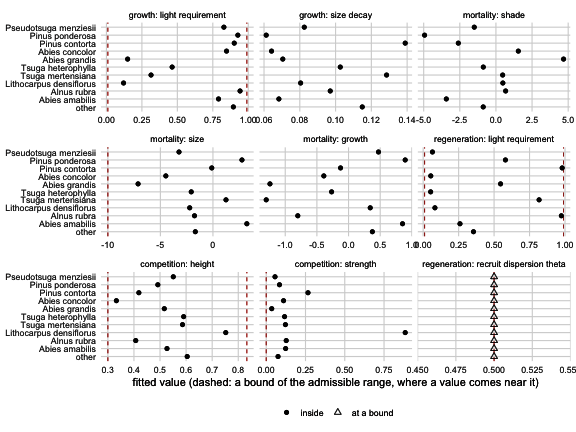 growth: light requirement
growth: size decay
mortality: shade
Pseudotsuga menziesii
Pinus ponderosa
Pinus contorta
Abies concolor
Abies grandis
Tsuga heterophylla
Tsuga mertensiana
Lithocarpus densiflorus
Alnus rubra
Abies amabilis
other
0.00 0.25 0.50 0.75 1.00
0.06 0.08 0.10 0.12 0.14
-5.0 -2.5 0.0 2.5 5.0
mortality: size
mortality: growth
regeneration: light requirement
Pseudotsuga menziesii
Pinus ponderosa
Pinus contorta
Abies concolor
Abies grandis
Tsuga heterophylla
Tsuga mertensiana
Lithocarpus densiflorus
Alnus rubra
Abies amabilis
other
-10 -5 0
-1.0 -0.5 0.0 0.5 1.0
0.00 0.25 0.50 0.75 1.00
competition: height
competition: strength
regeneration: recruit dispersion theta
Pseudotsuga menziesii
Pinus ponderosa
Pinus contorta
Abies concolor
Abies grandis
Tsuga heterophylla
Tsuga mertensiana
Lithocarpus densiflorus
Alnus rubra
Abies amabilis
other
0.3 0.4 0.5 0.6 0.7 0.8
0.00 0.25 0.50 0.75
0.450 0.475 0.500 0.525 0.55
fitted value (dashed: a bound of the admissible range, where a value comes near it)
inside
at a bound